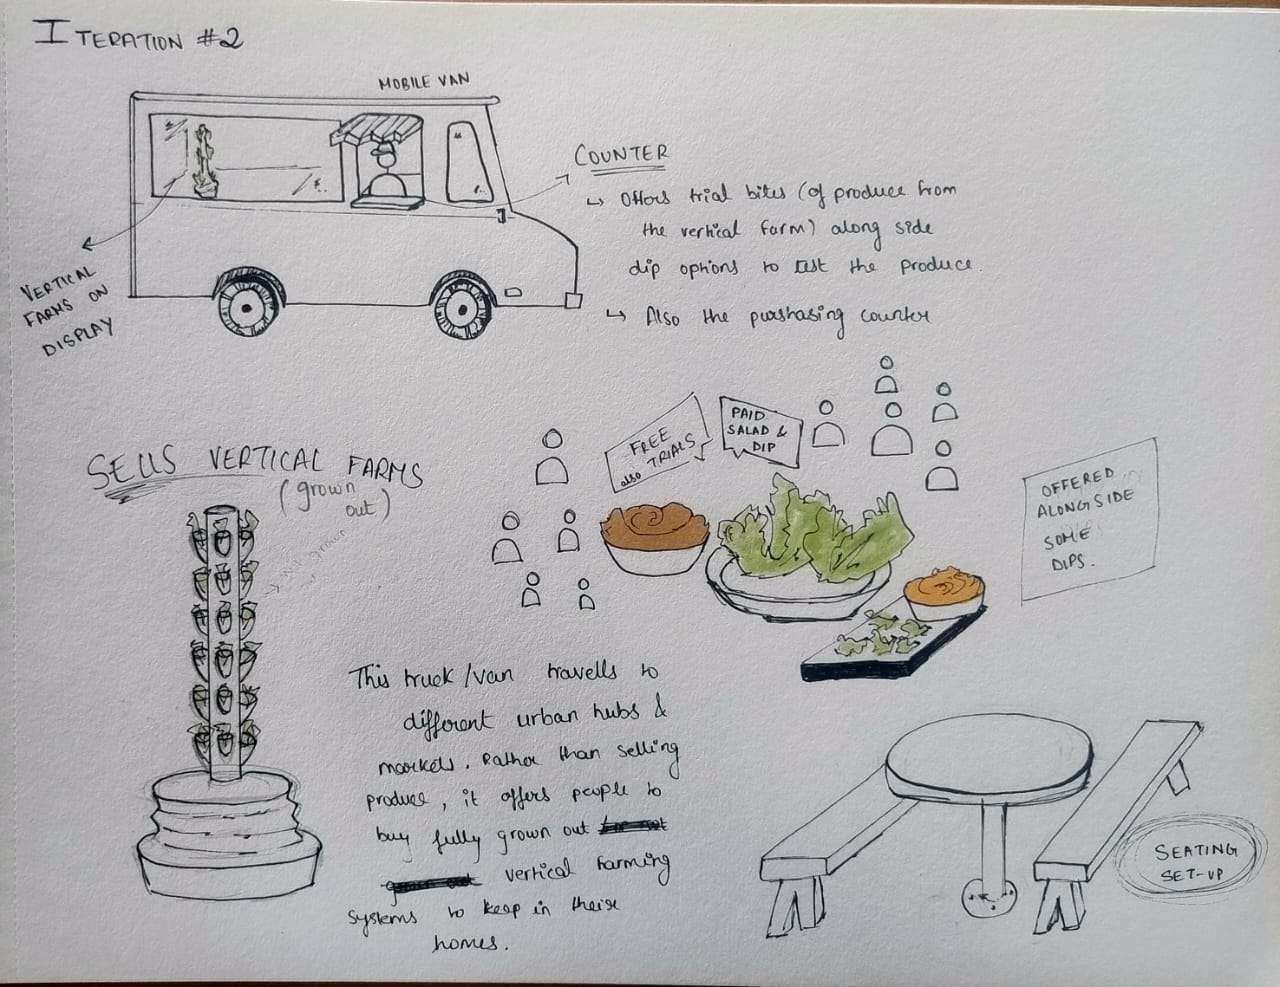 ITERATION #2
MOBILE VAN
COUNTER
↳ Offers trial bites (of produce from
the vertical farm) along side
dip options to test the produce.
↳ Also the purshasing counter
VERTICAL
FARMS ON
DISPLAY
FREE
also TRIALS
PAID
SALAD &
DIP
SELLS VERTICAL FARMS
(grown
out)
grown
OFFERED
ALONGSIDE
SOME
DIPS.
This truck/van travells to
different urban hubs &
markets. Rather than selling
produce, it offers people to
buy fully grown out
vertical farming
systems to keep in their
homes.
SEATING
SET-UP